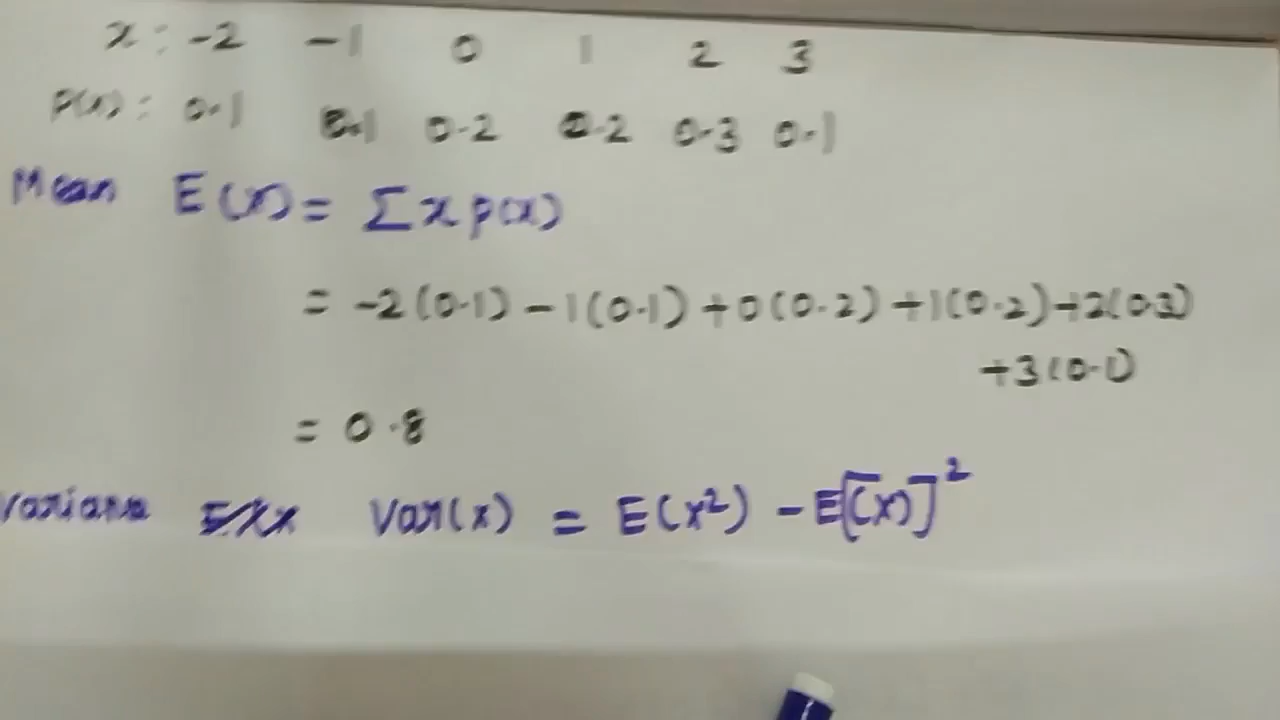 x : -2 -1 0 1 2 3
P(x) : 0.1 0.1 0.2 0.2 0.3 0.1
Mean E(x) = Σ x p(x)
= -2(0.1) -1(0.1) +0(0.2) +1(0.2) +2(0.3)
+3(0.1)
= 0.8
Variance Var(x) = E(x²) - E[(x)]²